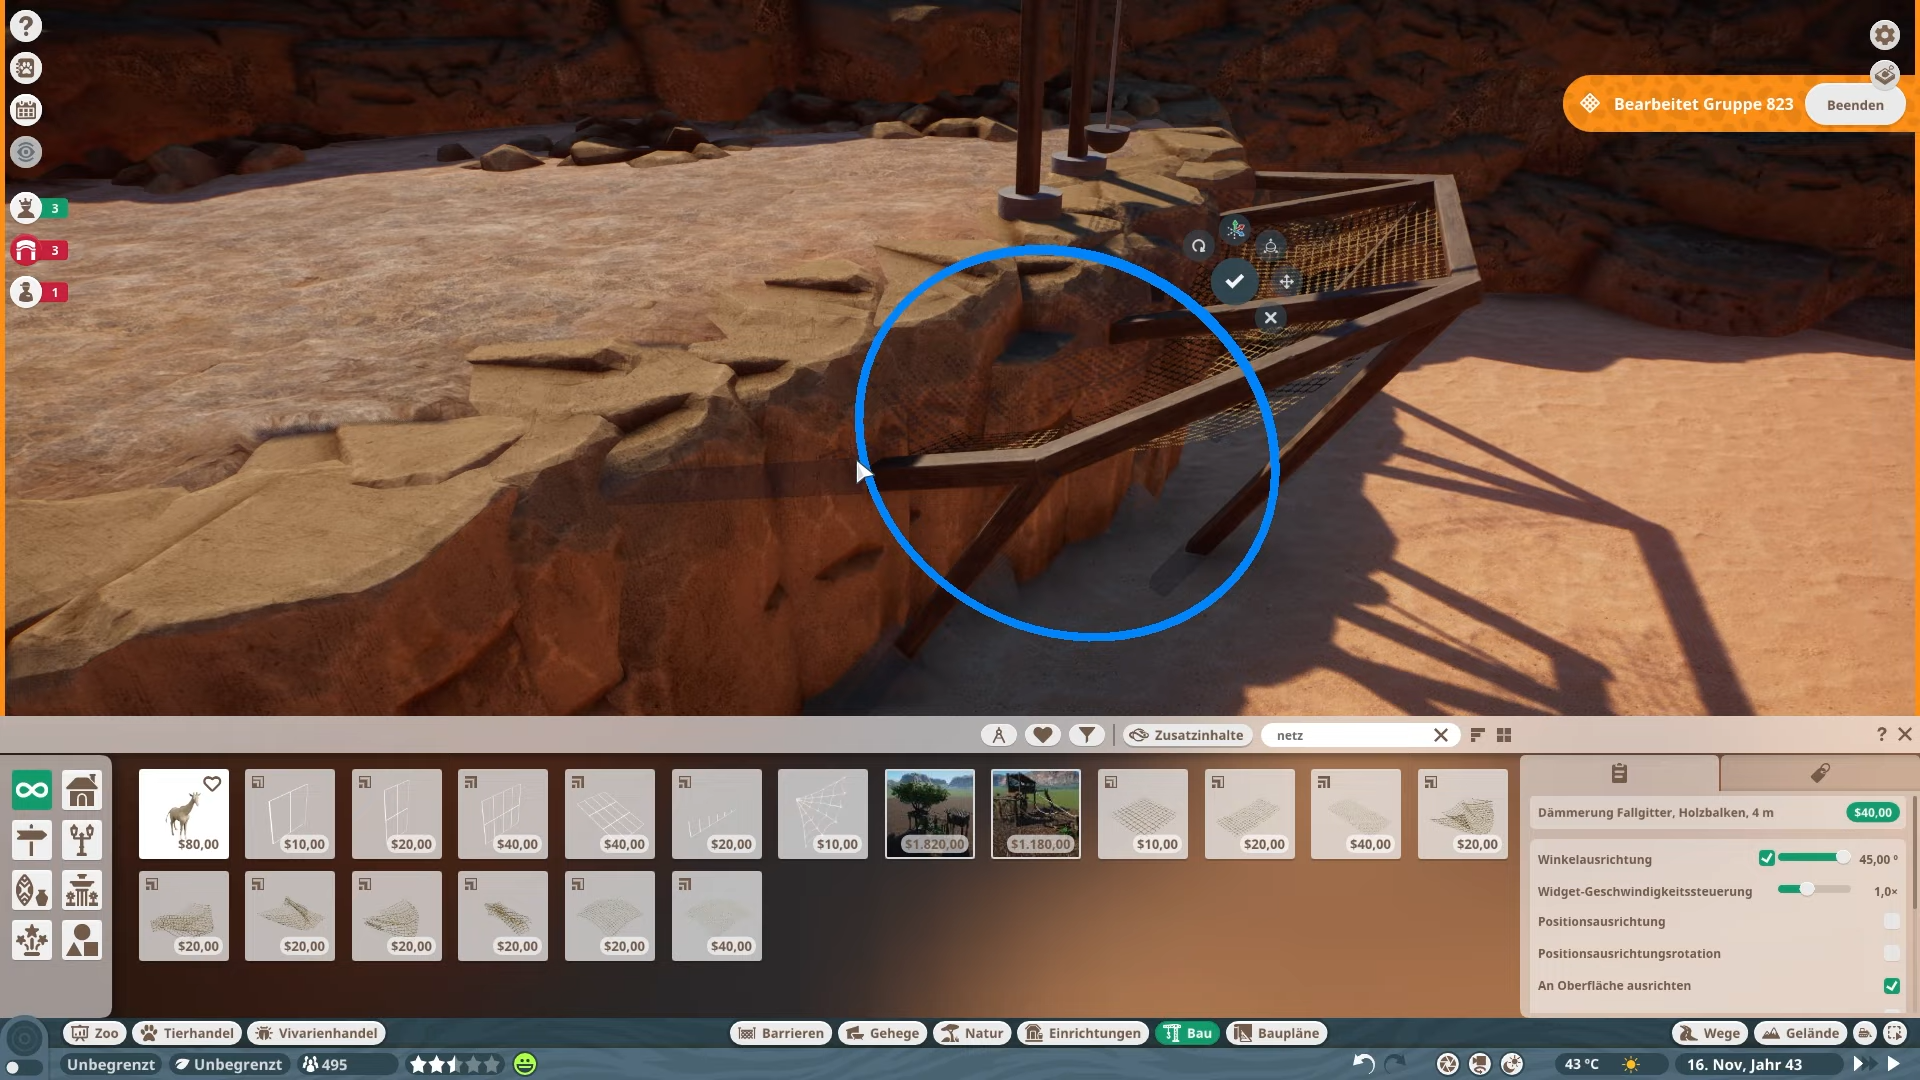 Bearbeitet Gruppe 823
Beenden
3
3
1
Zusatzinhalte
netz
?
$80,00
$10,00
$20,00
$40,00
$40,00
$20,00
$10,00
$1.820,00
$1.180,00
$10,00
$20,00
$40,00
$20,00
$20,00
$20,00
$20,00
$20,00
$20,00
$40,00
Dämmerung Fallgitter, Holzbalken, 4 m
$40,00
Winkelausrichtung
45,00 °
Widget-Geschwindigkeitssteuerung
1,0×
Positionsausrichtung
Positionsausrichtungsrotation
An Oberfläche ausrichten
Zoo
Tierhandel
Vivarienhandel
Barrieren
Gehege
Natur
Einrichtungen
Bau
Baupläne
Wege
Gelände
Unbegrenzt
Unbegrenzt
495
43 °C
16. Nov, Jahr 43